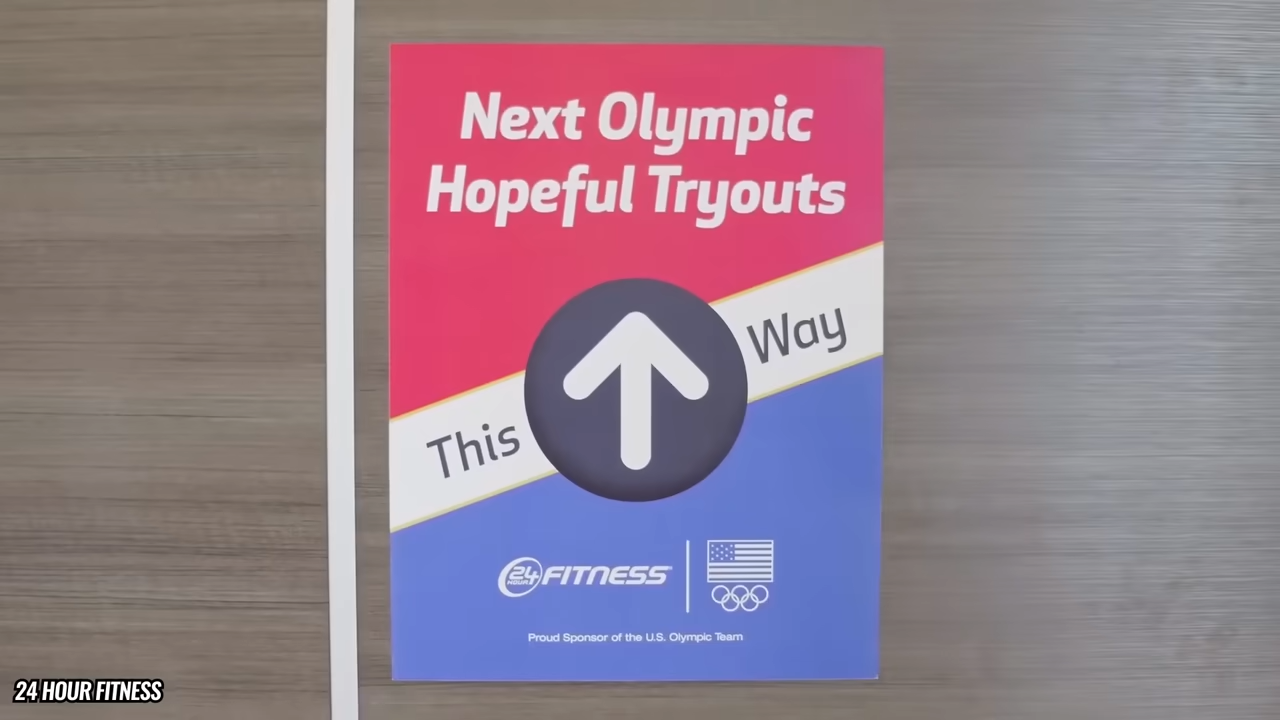 Next Olympic
Hopeful Tryouts
This Way
24 HOUR FITNESS
Proud Sponsor of the U.S. Olympic Team
24 HOUR FITNESS